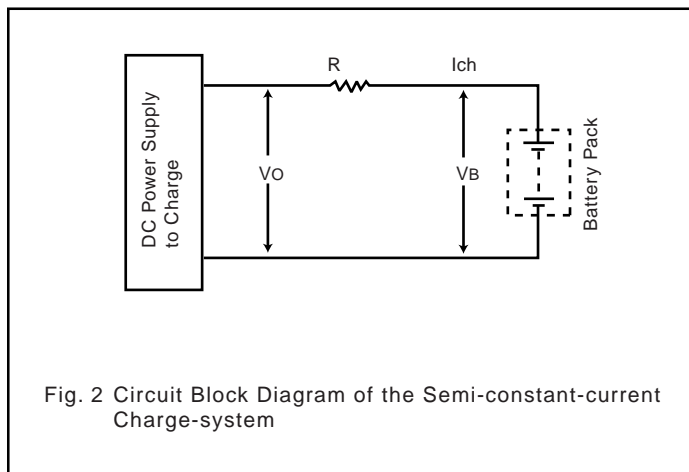 R
Ich
DC Power Supply
to Charge
VO
VB
Battery Pack
Fig. 2 Circuit Block Diagram of the Semi-constant-current
Charge-system